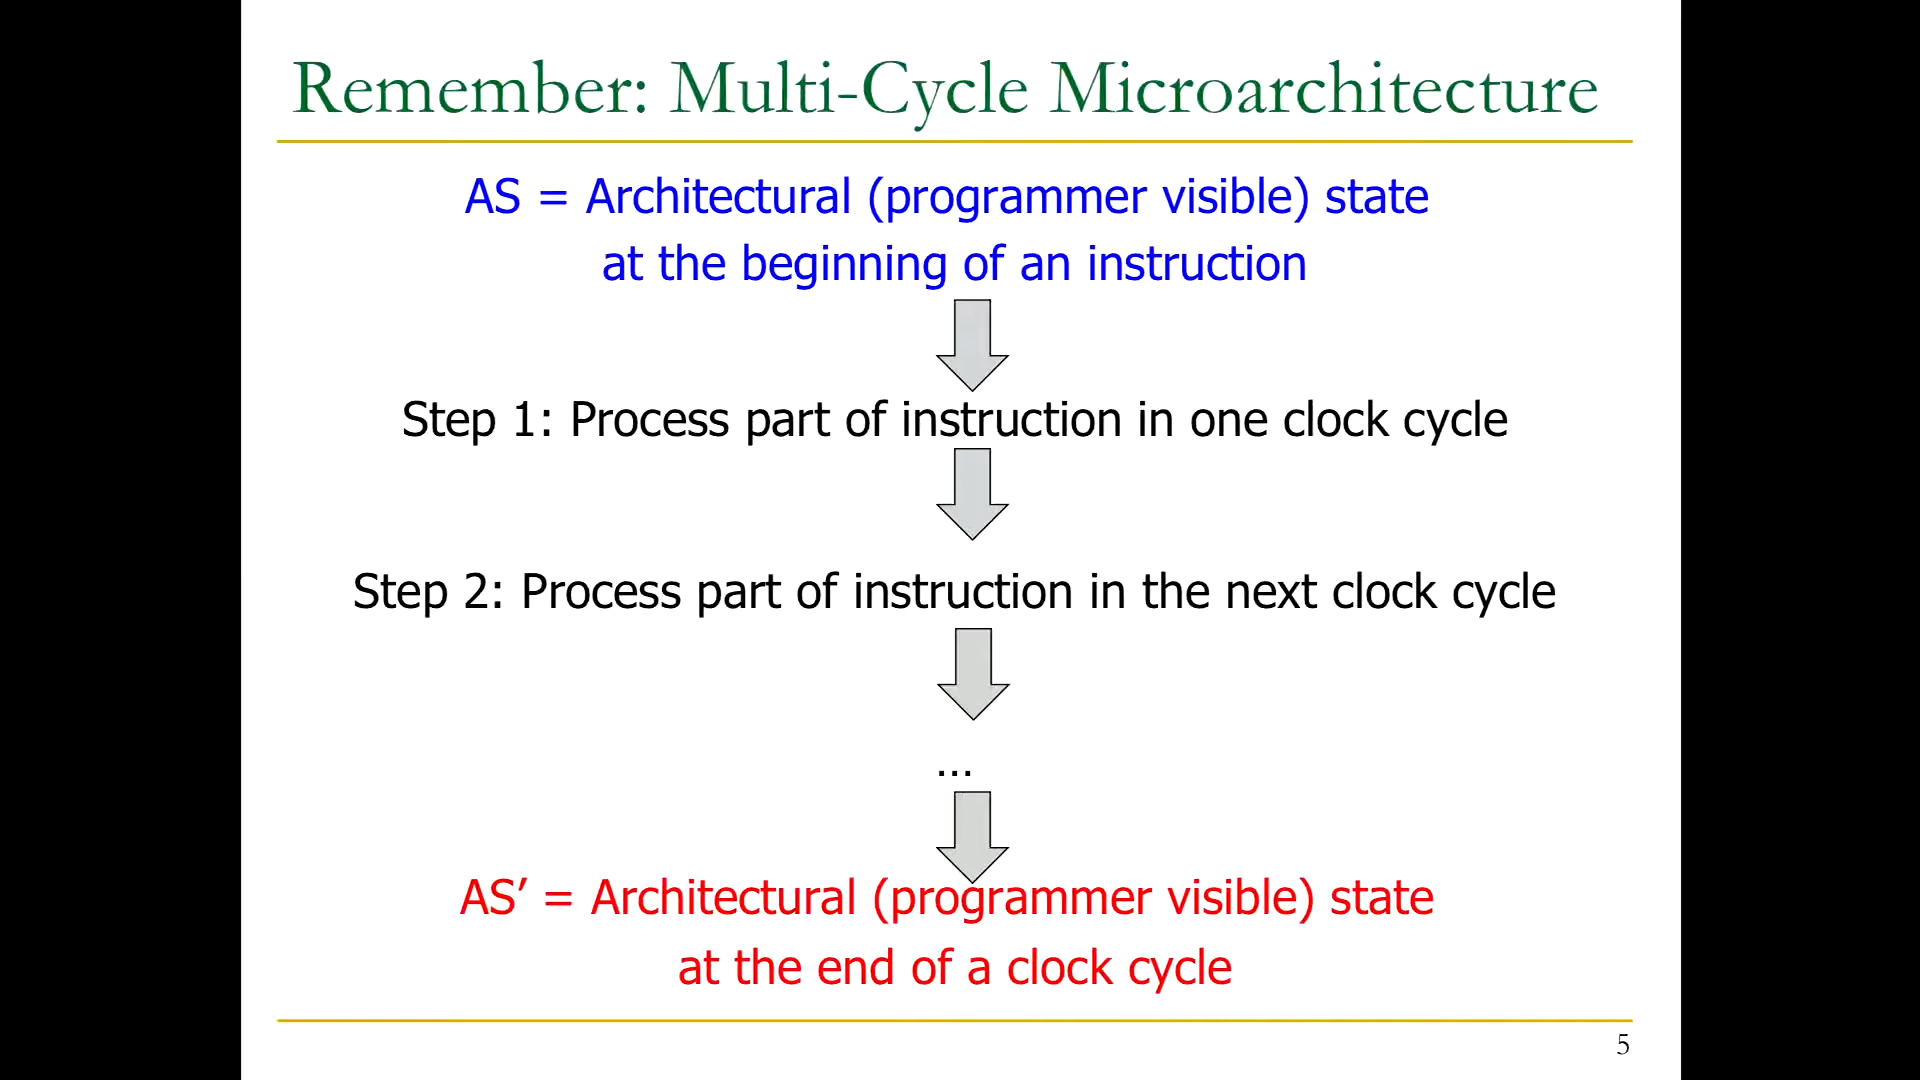 Remember: Multi-Cycle Microarchitecture
AS = Architectural (programmer visible) state
at the beginning of an instruction
Step 1: Process part of instruction in one clock cycle
Step 2: Process part of instruction in the next clock cycle
…
AS’ = Architectural (programmer visible) state
at the end of a clock cycle
5